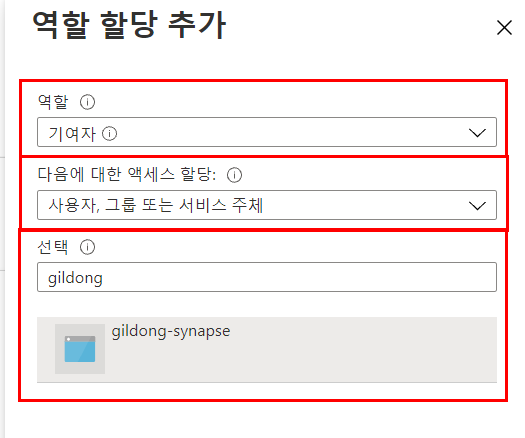 역할 할당 추가
역할
기여자
다음에 대한 액세스 할당:
사용자, 그룹 또는 서비스 주체
선택
gildong
gildong-synapse